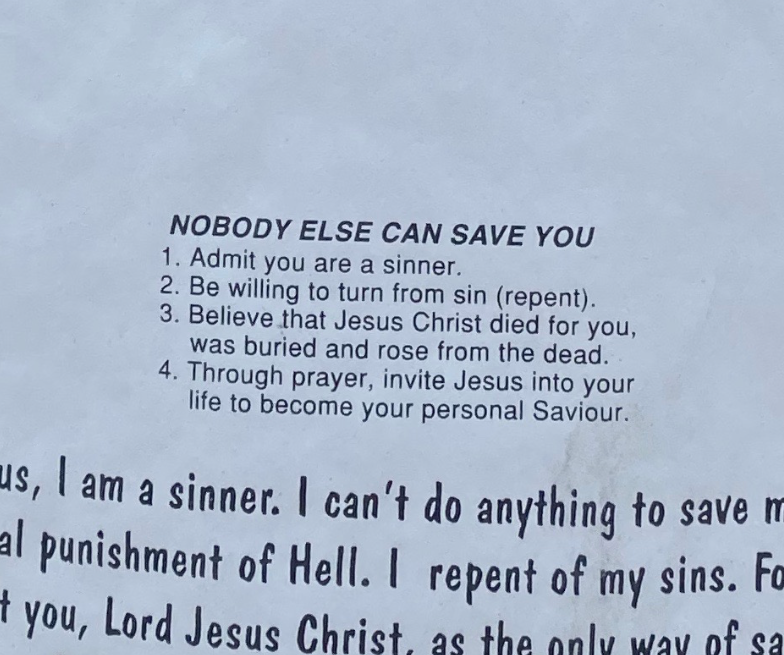 NOBODY ELSE CAN SAVE YOU
1. Admit you are a sinner.
2. Be willing to turn from sin (repent).
3. Believe that Jesus Christ died for you,
was buried and rose from the dead.
4. Through prayer, invite Jesus into your
life to become your personal Saviour.
us, I am a sinner. I can't do anything to save m
al punishment of Hell. I repent of my sins. Fo
t you, Lord Jesus Christ, as the only way of sa